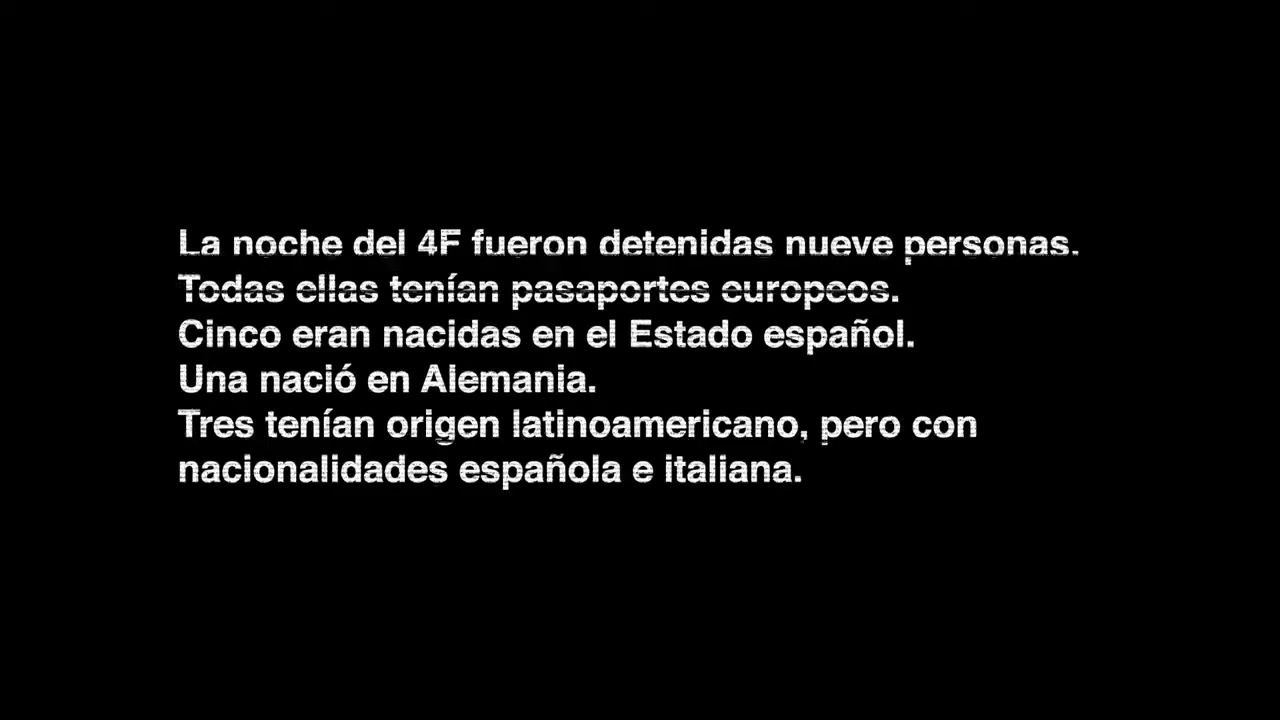 La noche del 4F fueron detenidas nueve personas.
Todas ellas tenían pasaportes europeos.
Cinco eran nacidas en el Estado español.
Una nació en Alemania.
Tres tenían origen latinoamericano, pero con
nacionalidades española e italiana.